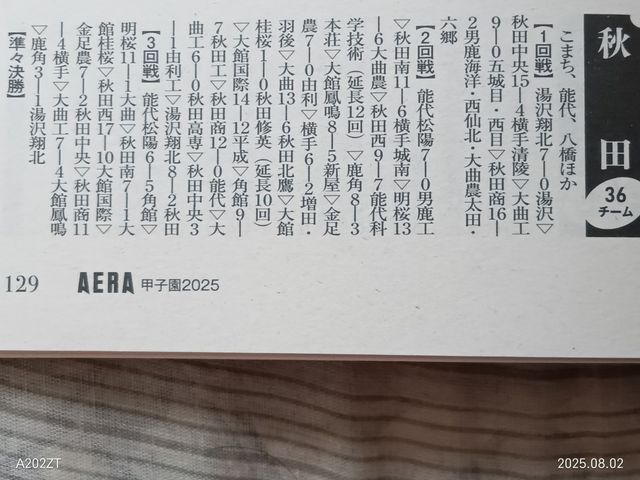 秋田
36
チーム
こまち、能代、八橋ほか
【1回戦】湯沢翔北7―0湯沢▽
秋田中央15―4横手清陵▽大曲工
9―0五城目・西目▽秋田商16―
2男鹿海洋・西仙北・大曲農太田・
六郷
【2回戦】能代松陽7―0男鹿工
▽秋田南11―6横手城南▽明桜13
―6大曲農▽秋田西9―7能代科
学技術（延長12回）▽鹿角8―3
本荘▽大館鳳鳴8―5新屋▽金足
農7―0由利▽横手6―2増田・
羽後▽大曲13―6秋田北鷹▽大館
桂桜1―0秋田修英（延長10回）
▽大館国際14―12平成▽角館9―
7秋田工▽秋田商12―0能代▽大
曲工6―0秋田高専▽秋田中央3
―1由利工▽湯沢翔北8―2秋田
【3回戦】能代松陽6―5角館▽
明桜11―1大曲▽秋田南7―1大
館桂桜▽秋田西17―10大館国際▽
金足農7―2秋田中央▽秋田商11
―4横手▽大曲工7―4大館鳳鳴
▽鹿角3―1湯沢翔北
【準々決勝】
129 AERA 甲子園2025
A202ZT
2025.08.02